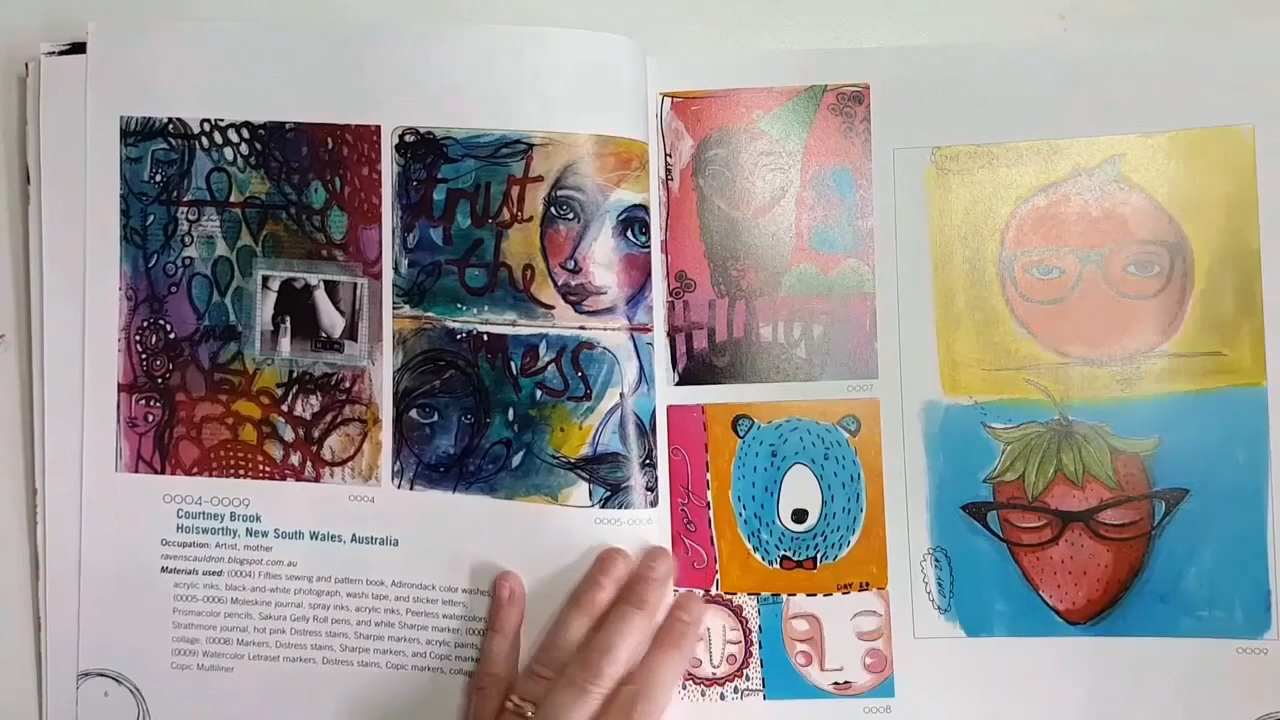 trust
the
mess
0004
0004-0009
Courtney Brook
Holsworthy, New South Wales, Australia
Occupation: Artist, mother
ravenscauldron.blogspot.com.au
Materials used: (0004) Fifties sewing and pattern book, Adirondack color washes,
acrylic inks, black-and-white photograph, washi tape, and sticker letters,
(0005–0006) Moleskine journal, spray inks, acrylic inks, Peerless watercolors
Prismacolor pencils, Sakura Gelly Roll pens, and white Sharpie marker; (000
Strathmore journal, hot pink Distress stains, Sharpie markers, acrylic paints,
collage; (0008) Markers, Distress stains, Sharpie markers, and Copic marke
(0009) Watercolor Letraset markers, Distress stains, Copic markers, collag
Copic Multiliner
6
0005-0006
0007
Joy
0008
0009